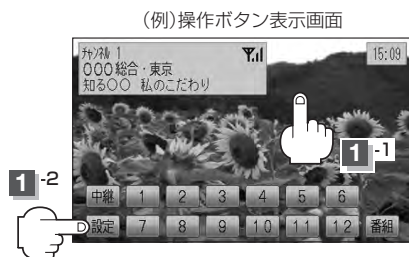 (例)操作ボタン表示画面
チャンネル 1
○○○総合・東京
知る○○ 私のこだわり
15:09
1-1
1-2
中継 1 2 3 4 5 6
設定 7 8 9 10 11 12 番組